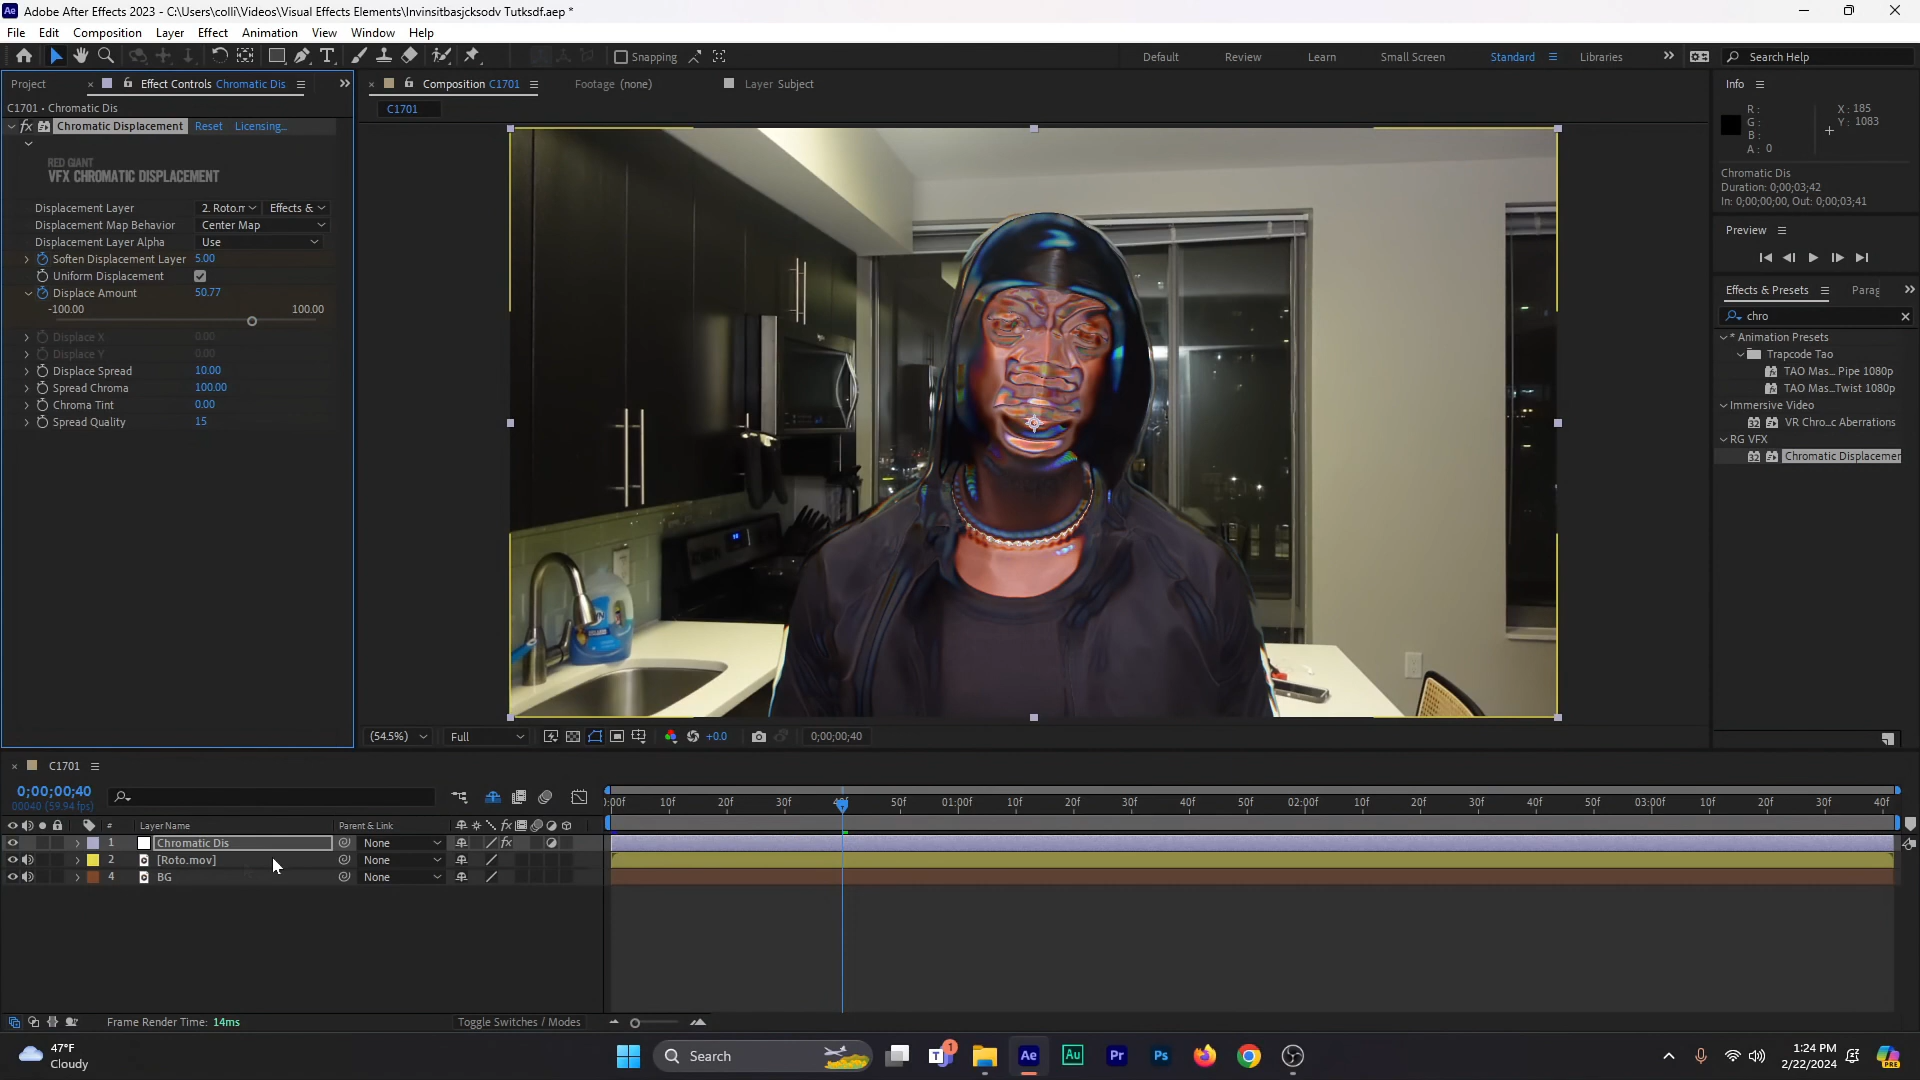 Adobe After Effects 2023 - C:\Users\colli\Videos\Visual Effects Elements\Invinsitbasjcksodv Tutksdf.aep *
File Edit Composition Layer Effect Animation View Window Help
Snapping
Default Review Learn Small Screen Standard Libraries Search Help
Project Effect Controls Chromatic Dis
Composition C1701 Footage (none) Layer Subject
C1701 • Chromatic Dis
C1701
fx Chromatic Displacement Reset Licensing...
RED GIANT
VFX CHROMATIC DISPLACEMENT
Displacement Layer 2. Roto.m Effects &
Displacement Map Behavior Center Map
Displacement Layer Alpha Use
Soften Displacement Layer 5.00
Uniform Displacement
Displace Amount 50.77
-100.00 100.00
Displace X 0.00
Displace Y 0.00
Displace Spread 10.00
Spread Chroma 100.00
Chroma Tint 0.00
Spread Quality 15
(54.5%) Full +0.0 0;00;00;40
Info
R: X: 185
G: Y: 1083
B:
A: 0
Chromatic Dis
Duration: 0;00;03;42
In: 0;00;00;00, Out: 0;00;03;41
Preview
Effects & Presets Parag
chro
* Animation Presets
Trapcode Tao
TAO Mas... Pipe 1080p
TAO Mas...Twist 1080p
Immersive Video
VR Chro...c Aberrations
RG VFX
Chromatic Displacemer
C1701
0;00;00;40
00040 (59.94 fps)
0:00f 10f 20f 30f 40f 50f 01:00f 10f 20f 30f 40f 50f 02:00f 10f 20f 30f 40f 50f 03:00f 10f 20f 30f 40f
# Layer Name Parent & Link
1 Chromatic Dis None
2 [Roto.mov] None
4 BG None
Frame Render Time: 14ms Toggle Switches / Modes
47°F
Cloudy
Search
1
Ae Au Pr Ps
1:24 PM
2/22/2024
PRE